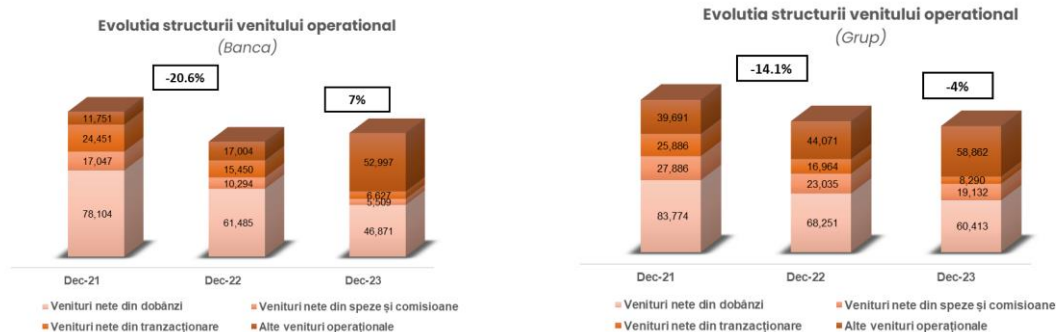 Evolutia structurii venitului operational
(Banca)
-20.6%
7%
11,751
24,451
17,047
78,104
17,004
15,450
10,294
61,485
52,997
6,627
5,509
46,871
Dec-21 Dec-22 Dec-23
Venituri nete din dobânzi Venituri nete din speze și comisioane
Venituri nete din tranzacționare Alte venituri operaționale
Evolutia structurii venitului operational
(Grup)
-14.1%
-4%
39,691
25,886
27,886
83,774
44,071
16,964
23,035
68,251
58,862
8,290
19,132
60,413
Dec-21 Dec-22 Dec-23
Venituri nete din dobânzi Venituri nete din speze și comisioane
Venituri nete din tranzacționare Alte venituri operaționale